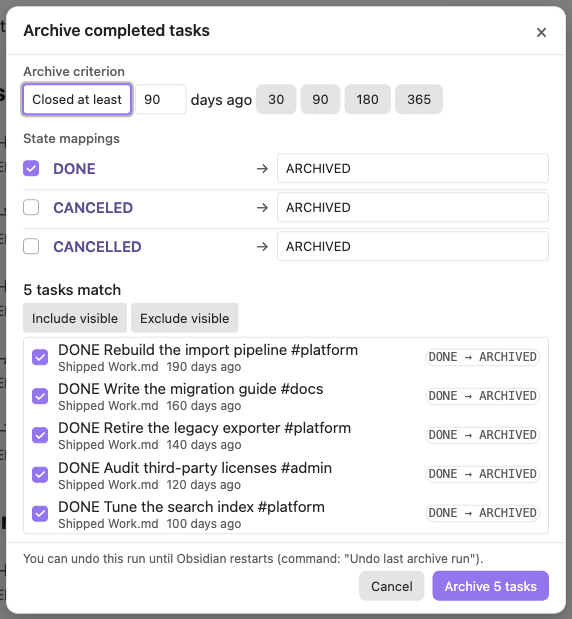 Archive completed tasks
Archive criterion
Closed at least 90 days ago 30 90 180 365
State mappings
DONE → ARCHIVED
CANCELED → ARCHIVED
CANCELLED → ARCHIVED
5 tasks match
Include visible Exclude visible
DONE Rebuild the import pipeline #platform
Shipped Work.md 190 days ago
DONE → ARCHIVED
DONE Write the migration guide #docs
Shipped Work.md 160 days ago
DONE → ARCHIVED
DONE Retire the legacy exporter #platform
Shipped Work.md 140 days ago
DONE → ARCHIVED
DONE Audit third-party licenses #admin
Shipped Work.md 120 days ago
DONE → ARCHIVED
DONE Tune the search index #platform
Shipped Work.md 100 days ago
DONE → ARCHIVED
You can undo this run until Obsidian restarts (command: "Undo last archive run").
Cancel Archive 5 tasks